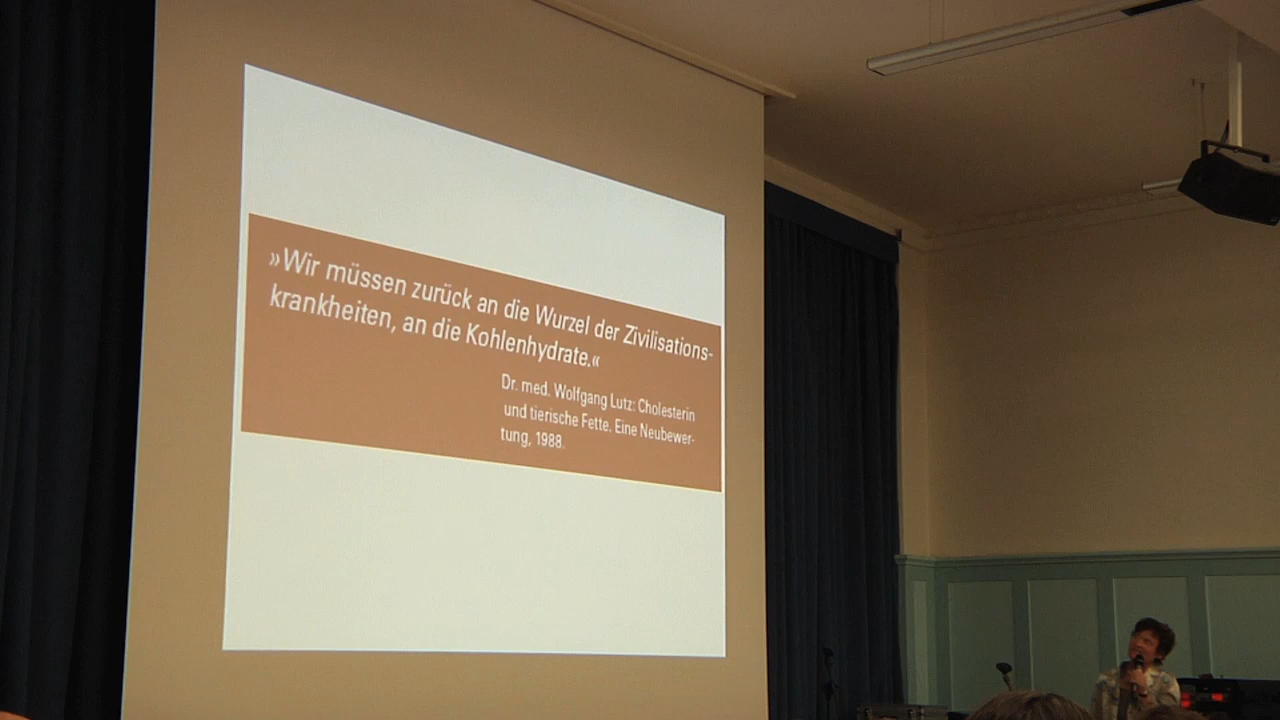 »Wir müssen zurück an die Wurzel der Zivilisations-
krankheiten, an die Kohlenhydrate.«
Dr. med. Wolfgang Lutz: Cholesterin
und tierische Fette. Eine Neubewer-
tung, 1988.